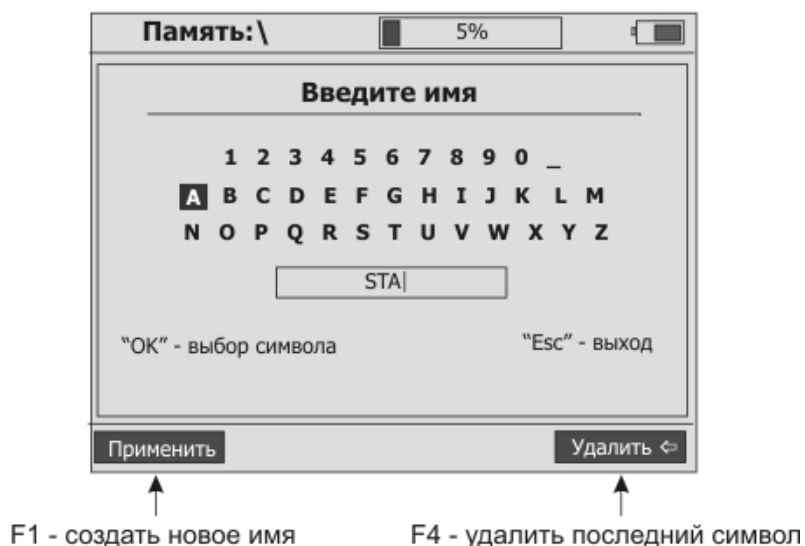 Память:\ 5%
Введите имя
1 2 3 4 5 6 7 8 9 0 _
A B C D E F G H I J K L M
N O P Q R S T U V W X Y Z
STA|
"OK" - выбор символа "Esc" - выход
Применить Удалить ⇦
F1 - создать новое имя F4 - удалить последний символ